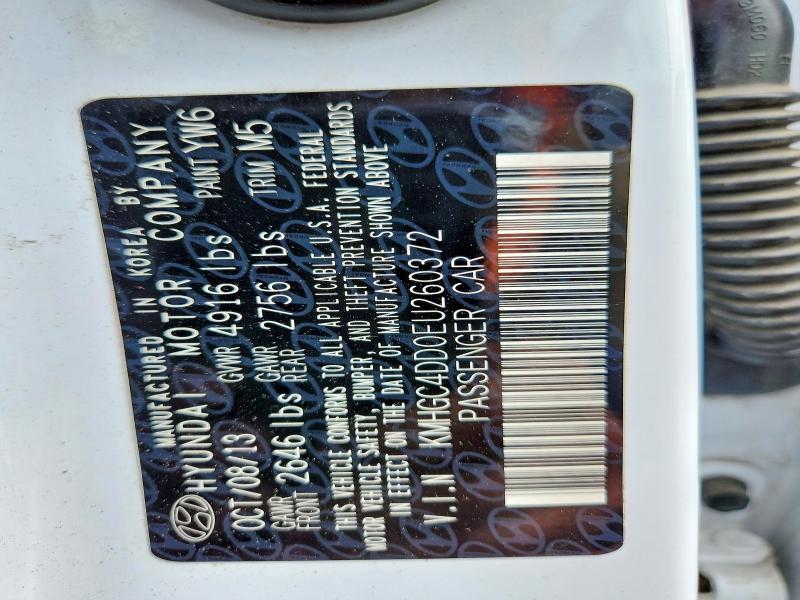 MANUFACTURED IN KOREA BY
HYUNDAI MOTOR COMPANY
OCT/08/13 GVWR 4916 lbs PAINT YW6
GAWR FRONT 2646 lbs GAWR REAR 2756 lbs TRIM M5
THIS VEHICLE CONFORMS TO ALL APPLICABLE U.S.A. FEDERAL
MOTOR VEHICLE SAFETY, BUMPER, AND THEFT PREVENTION STANDARDS
IN EFFECT ON THE DATE OF MANUFACTURE SHOWN ABOVE
V.I.N KMHGC4DD0EU260372
PASSENGER CAR